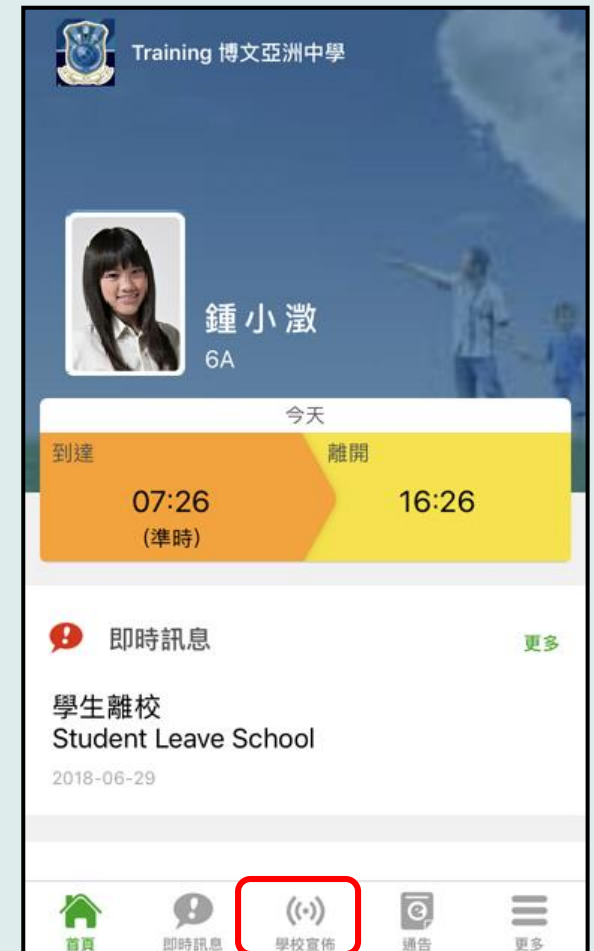 Training 博文亞洲中學
鍾小澂
6A
今天
到達
離開
07:26
16:26
(準時)
即時訊息
更多
學生離校
Student Leave School
2018-06-29
首頁
即時訊息
學校宣佈
通告
更多